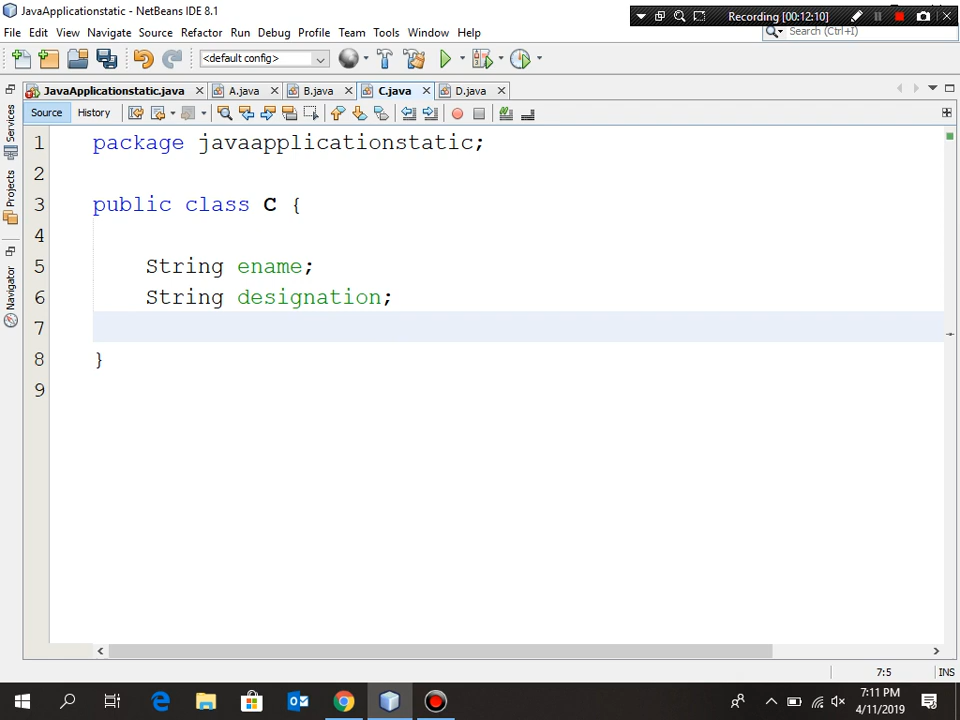 JavaApplicationstatic - NetBeans IDE 8.1
Recording [00:12:10]
File Edit View Navigate Source Refactor Run Debug Profile Team Tools Window Help
Search (Ctrl+I)
<default config>
JavaApplicationstatic.java A.java B.java C.java D.java
Source History
Services
Projects
Navigator
1 package javaapplicationstatic;
2
3 public class C {
4
5 String ename;
6 String designation;
7
8 }
9
7:5 INS
7:11 PM
4/11/2019